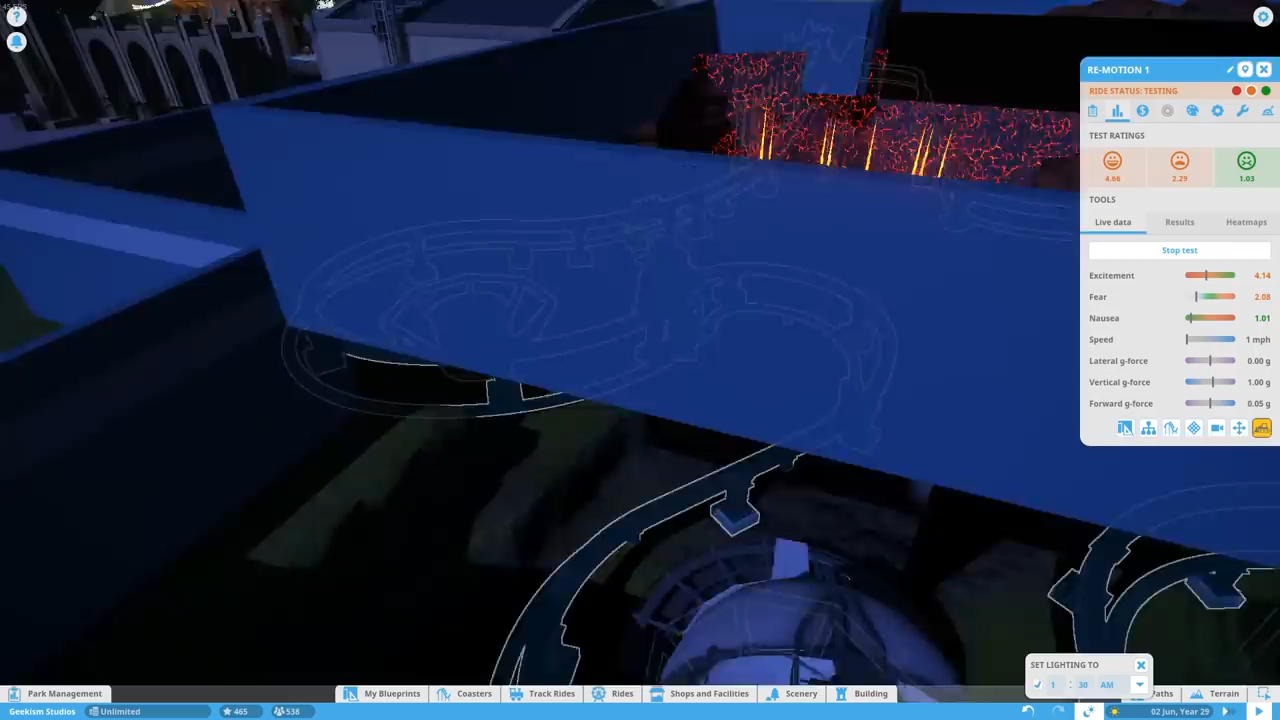 RE-MOTION 1
RIDE STATUS: TESTING
TEST RATINGS
4.66 2.29 1.03
TOOLS
Live data Results Heatmaps
Stop test
Excitement 4.14
Fear 2.08
Nausea 1.01
Speed 1 mph
Lateral g-force 0.00 g
Vertical g-force 1.00 g
Forward g-force 0.05 g
SET LIGHTING TO
1 : 30 AM
Park Management My Blueprints Coasters Track Rides Rides Shops and Facilities Scenery Building Paths Terrain
Geekism Studios Unlimited 465 538 02 Jun, Year 29